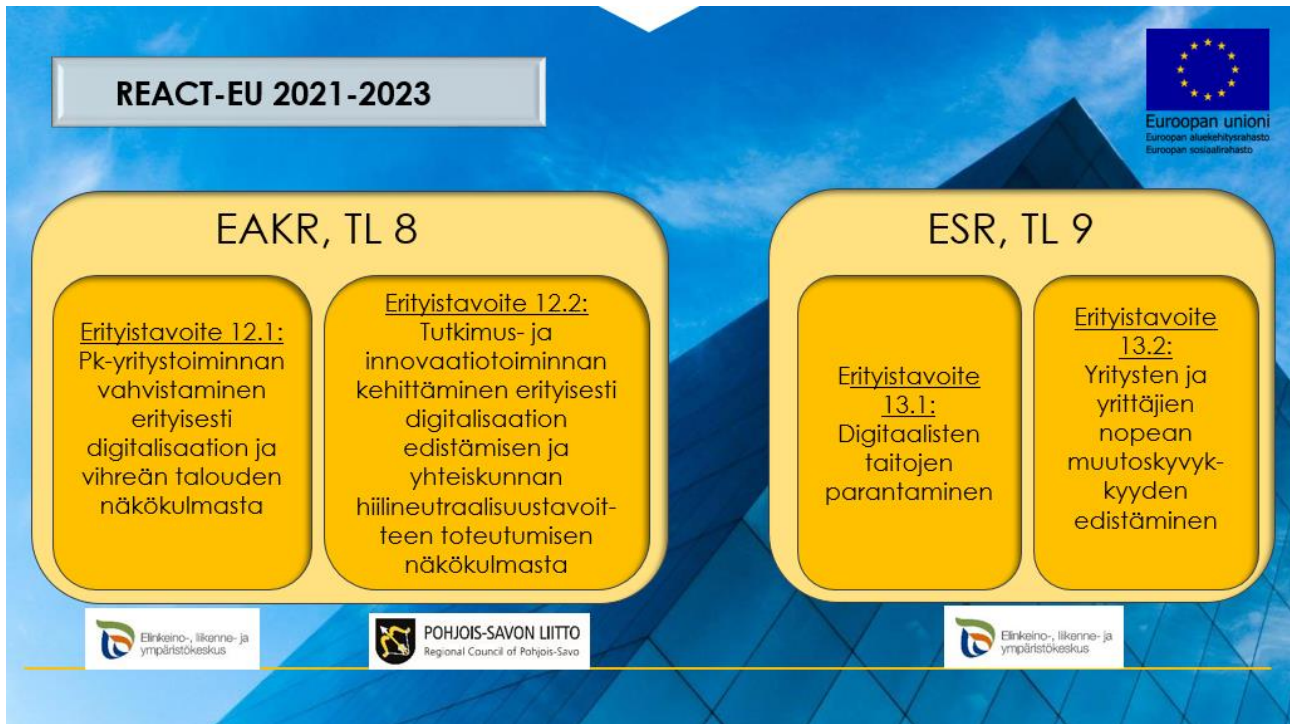 REACT-EU 2021-2023
Euroopan unioni
Euroopan aluekehitysrahasto
Euroopan sosiaalirahasto
EAKR, TL 8
Erityistavoite 12.1:
Pk-yritystoiminnan
vahvistaminen
erityisesti
digitalisaation ja
vihreän talouden
näkökulmasta
Erityistavoite 12.2:
Tutkimus- ja
innovaatiotoiminnan
kehittäminen erityisesti
digitalisaation
edistämisen ja
yhteiskunnan
hiilineutraalisuustavoit-
teen toteutumisen
näkökulmasta
ESR, TL 9
Erityistavoite
13.1:
Digitaalisten
taitojen
parantaminen
Erityistavoite
13.2:
Yritysten ja
yrittäjien
nopean
muutoskyvyk-
kyyden
edistäminen
Elinkeino-, liikenne- ja
ympäristökeskus
POHJOIS-SAVON LIITTO
Regional Council of Pohjois-Savo
Elinkeino-, liikenne- ja
ympäristökeskus